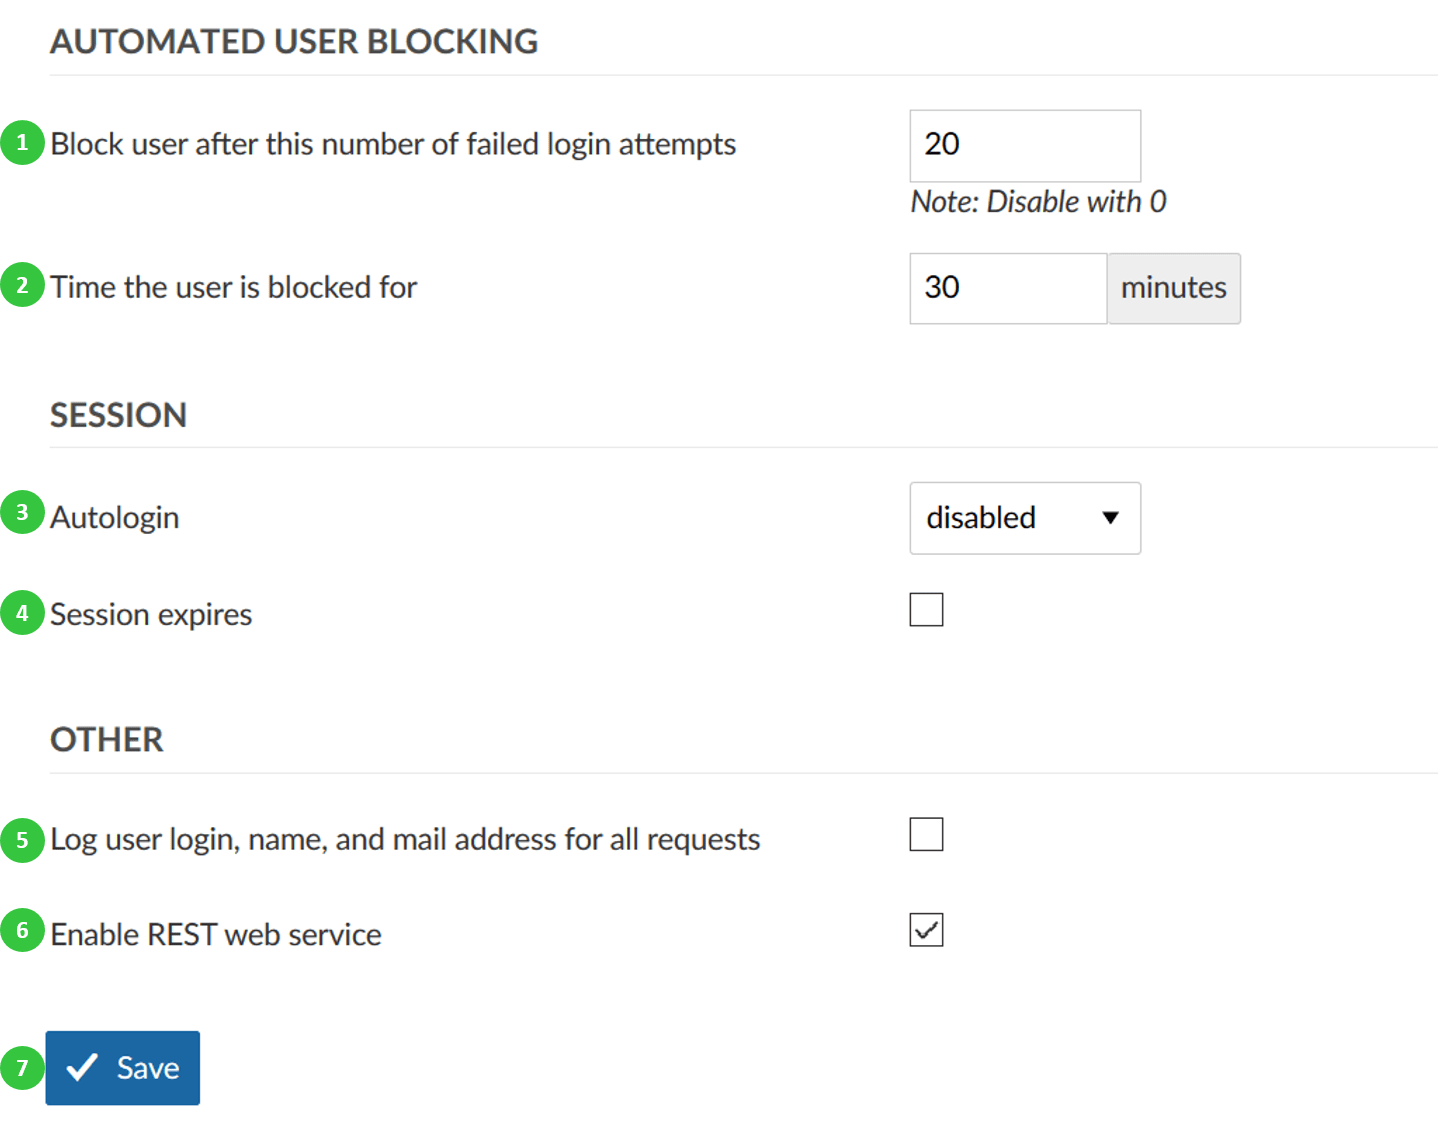 AUTOMATED USER BLOCKING
1 Block user after this number of failed login attempts 20
Note: Disable with 0
2 Time the user is blocked for 30 minutes
SESSION
3 Autologin disabled
4 Session expires
OTHER
5 Log user login, name, and mail address for all requests
6 Enable REST web service
7 Save